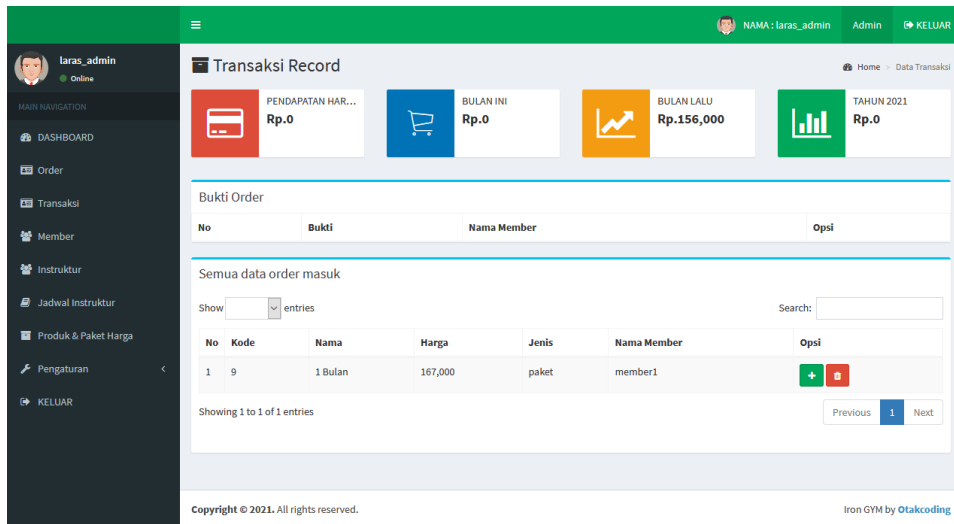 NAMA : laras_admin Admin KELUAR
laras_admin
Online
MAIN NAVIGATION
DASHBOARD
Order
Transaksi
Member
Instruktur
Jadwal Instruktur
Produk & Paket Harga
Pengaturan
KELUAR
Transaksi Record
Home > Data Transaksi
PENDAPATAN HAR...
Rp.0
BULAN INI
Rp.0
BULAN LALU
Rp.156,000
TAHUN 2021
Rp.0
Bukti Order
No Bukti Nama Member Opsi
Semua data order masuk
Show entries Search:
No Kode Nama Harga Jenis Nama Member Opsi
1 9 1 Bulan 167,000 paket member1
Showing 1 to 1 of 1 entries
Previous 1 Next
Copyright © 2021. All rights reserved. Iron GYM by Otakcoding